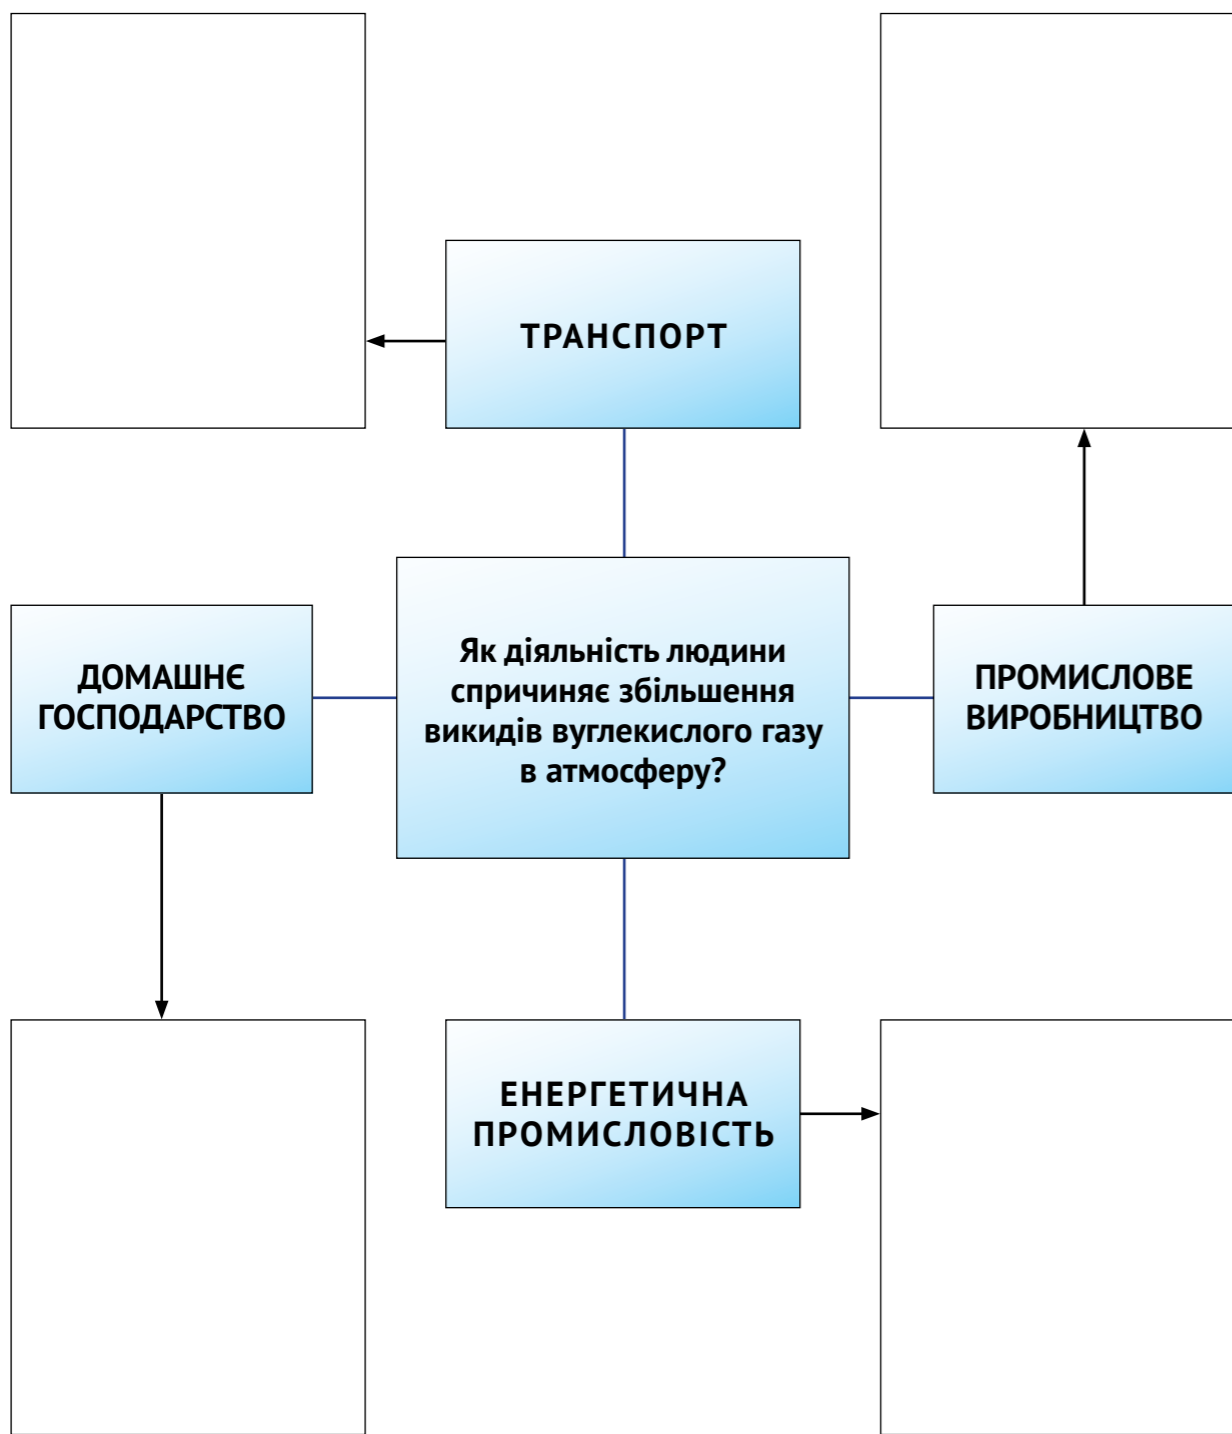 ТРАНСПОРТ
ДОМАШНЄ
ГОСПОДАРСТВО
Як діяльність людини
спричиняє збільшення
викидів вуглекислого газу
в атмосферу?
ПРОМИСЛОВЕ
ВИРОБНИЦТВО
ЕНЕРГЕТИЧНА
ПРОМИСЛОВІСТЬ